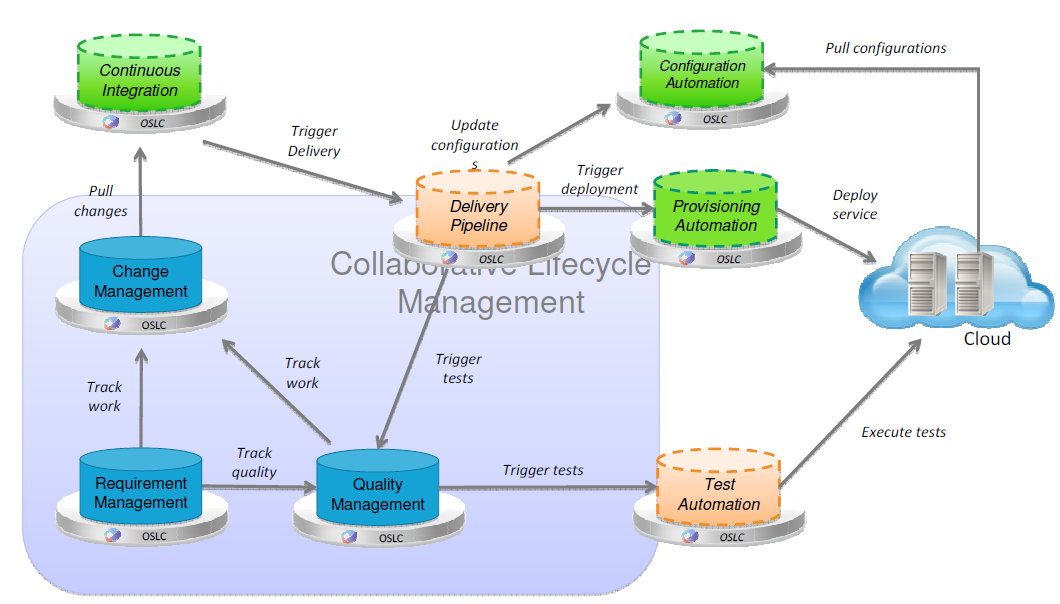 Continuous
Integration
OSLC
Configuration
Automation
OSLC
Pull configurations
Trigger
Delivery
Update
configuration
s
Trigger
deployment
Pull
changes
Delivery
Pipeline
OSLC
Provisioning
Automation
OSLC
Deploy
service
Collaborative Lifecycle
Management
Change
Management
OSLC
Cloud
Track
work
Track
work
Trigger
tests
Execute tests
Requirement
Management
OSLC
Track
quality
Quality
Management
OSLC
Trigger tests
Test
Automation
OSLC